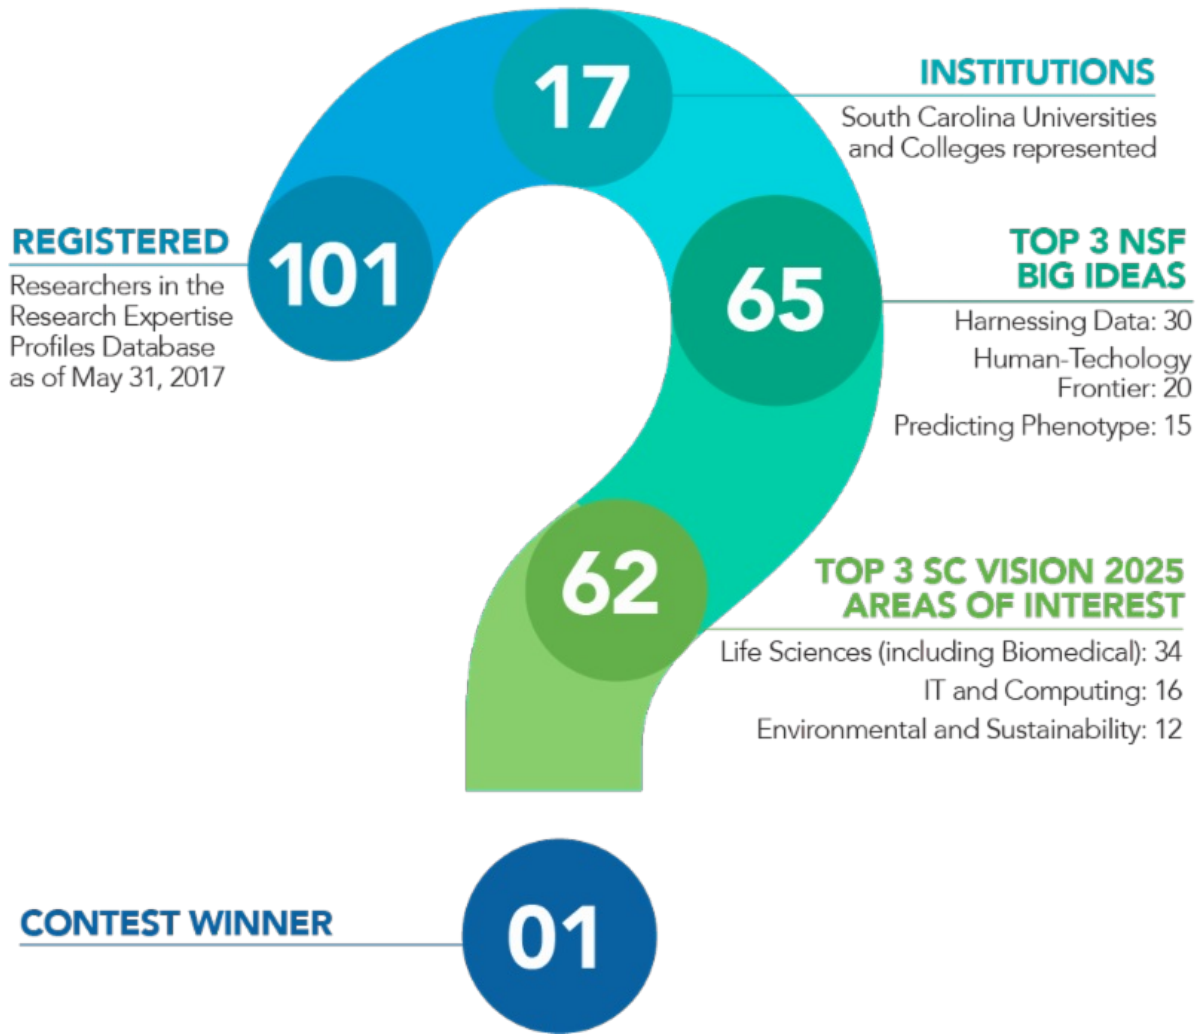 17
INSTITUTIONS
South Carolina Universities
and Colleges represented
REGISTERED
101
Researchers in the
Research Expertise
Profiles Database
as of May 31, 2017
65
TOP 3 NSF
BIG IDEAS
Harnessing Data: 30
Human-Techology
Frontier: 20
Predicting Phenotype: 15
62
TOP 3 SC VISION 2025
AREAS OF INTEREST
Life Sciences (including Biomedical): 34
IT and Computing: 16
Environmental and Sustainability: 12
CONTEST WINNER
01